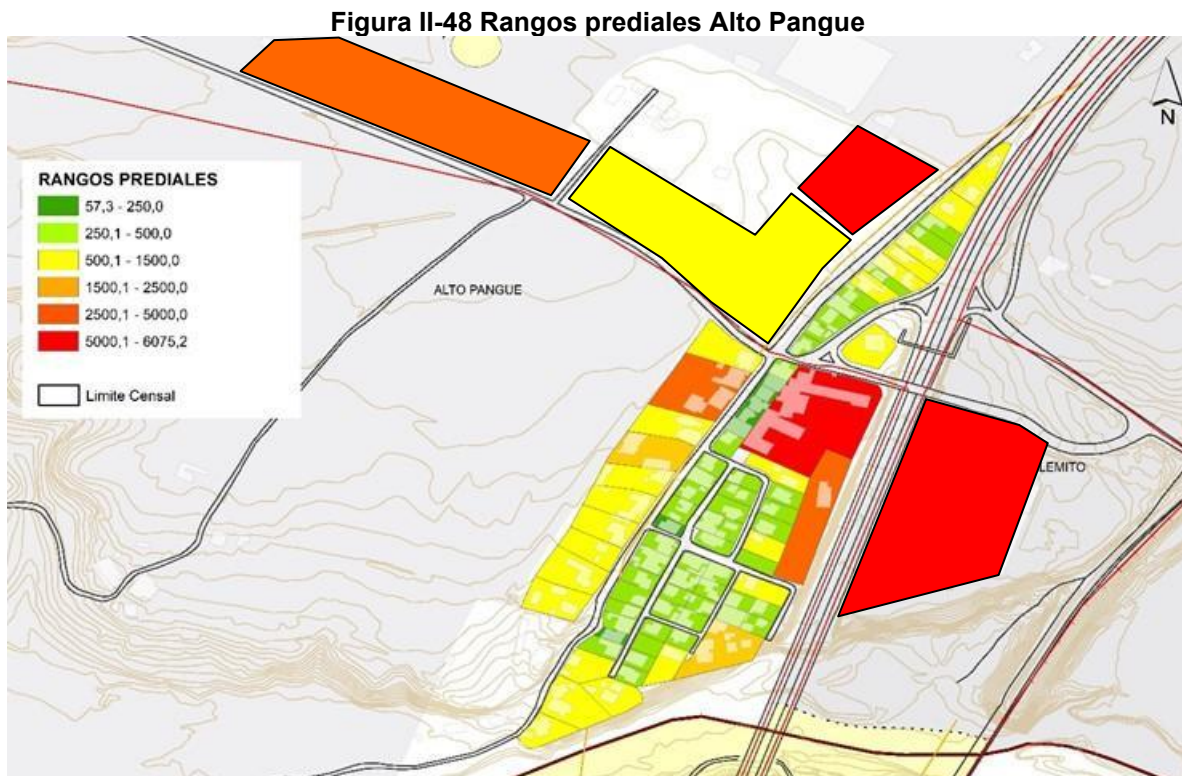 Figura II-48 Rangos prediales Alto Pangue
N
RANGOS PREDIALES
57,3 - 250,0
250,1 - 500,0
500,1 - 1500,0
1500,1 - 2500,0
2500,1 - 5000,0
5000,1 - 6075,2
Limite Censal
ALTO PANGUE
LEMITO